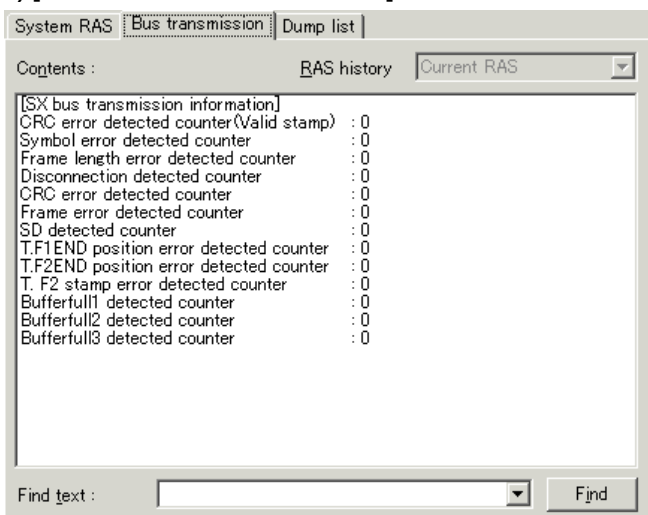 System RAS Bus transmission Dump list
Contents : RAS history Current RAS
[SX bus transmission information]
CRC error detected counter(Valid stamp) : 0
Symbol error detected counter : 0
Frame length error detected counter : 0
Disconnection detected counter : 0
CRC error detected counter : 0
Frame error detected counter : 0
SD detected counter : 0
T.F1END position error detected counter : 0
T.F2END position error detected counter : 0
T. F2 stamp error detected counter : 0
Bufferfull1 detected counter : 0
Bufferfull2 detected counter : 0
Bufferfull3 detected counter : 0
Find text : Find